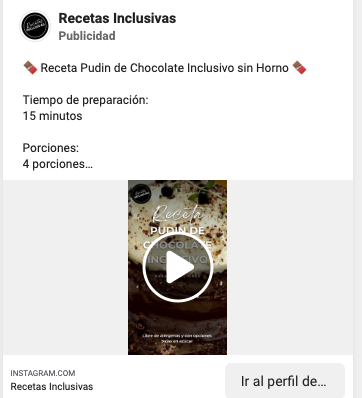 Recetas Inclusivas
Publicidad
🍫 Receta Pudin de Chocolate Inclusivo sin Horno 🍫
Tiempo de preparación:
15 minutos
Porciones:
4 porciones...
Receta
PUDIN DE
CHOCOLATE
INCLUSIVO
Libre de alérgenos y con opciones
bajas en azúcar
INSTAGRAM.COM
Recetas Inclusivas
Ir al perfil de...